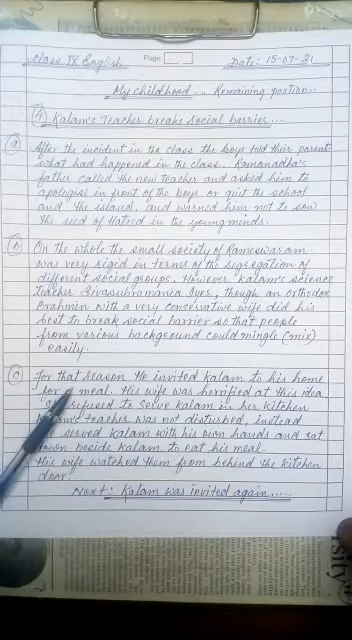 Class IX English Page Date: 15-07-21
My childhood... Remaining portion..
④ Kalam's Teacher breaks Social barrier....
ⓐ After the incident in the class the boys told their parents
what had happened in the class. Ramanadha's
father called the new teacher and asked him to
apologise in front of the boys or quit the school
and the island, and warned him not to sow
the seed of Hatred in the young minds.
ⓑ On the whole the small society of Rameswaram
was very rigid in terms of the segregation of
different social groups. However Kalam's science
teacher Sivasubramania Iyer, though an orthodox
Brahmin with a very conservative wife did his
best to break social barrier so that people
from various background could mingle (mix)
easily.
ⓒ For that reason He invited Kalam to his home
for a meal. His wife was horrified at this idea
refused to serve Kalam in her kitchen
teacher was not disturbed, instead
served Kalam with his own hands and sat
down beside Kalam to eat his meal.
His wife watched them from behind the kitchen
door.
Next: Kalam was invited again.....